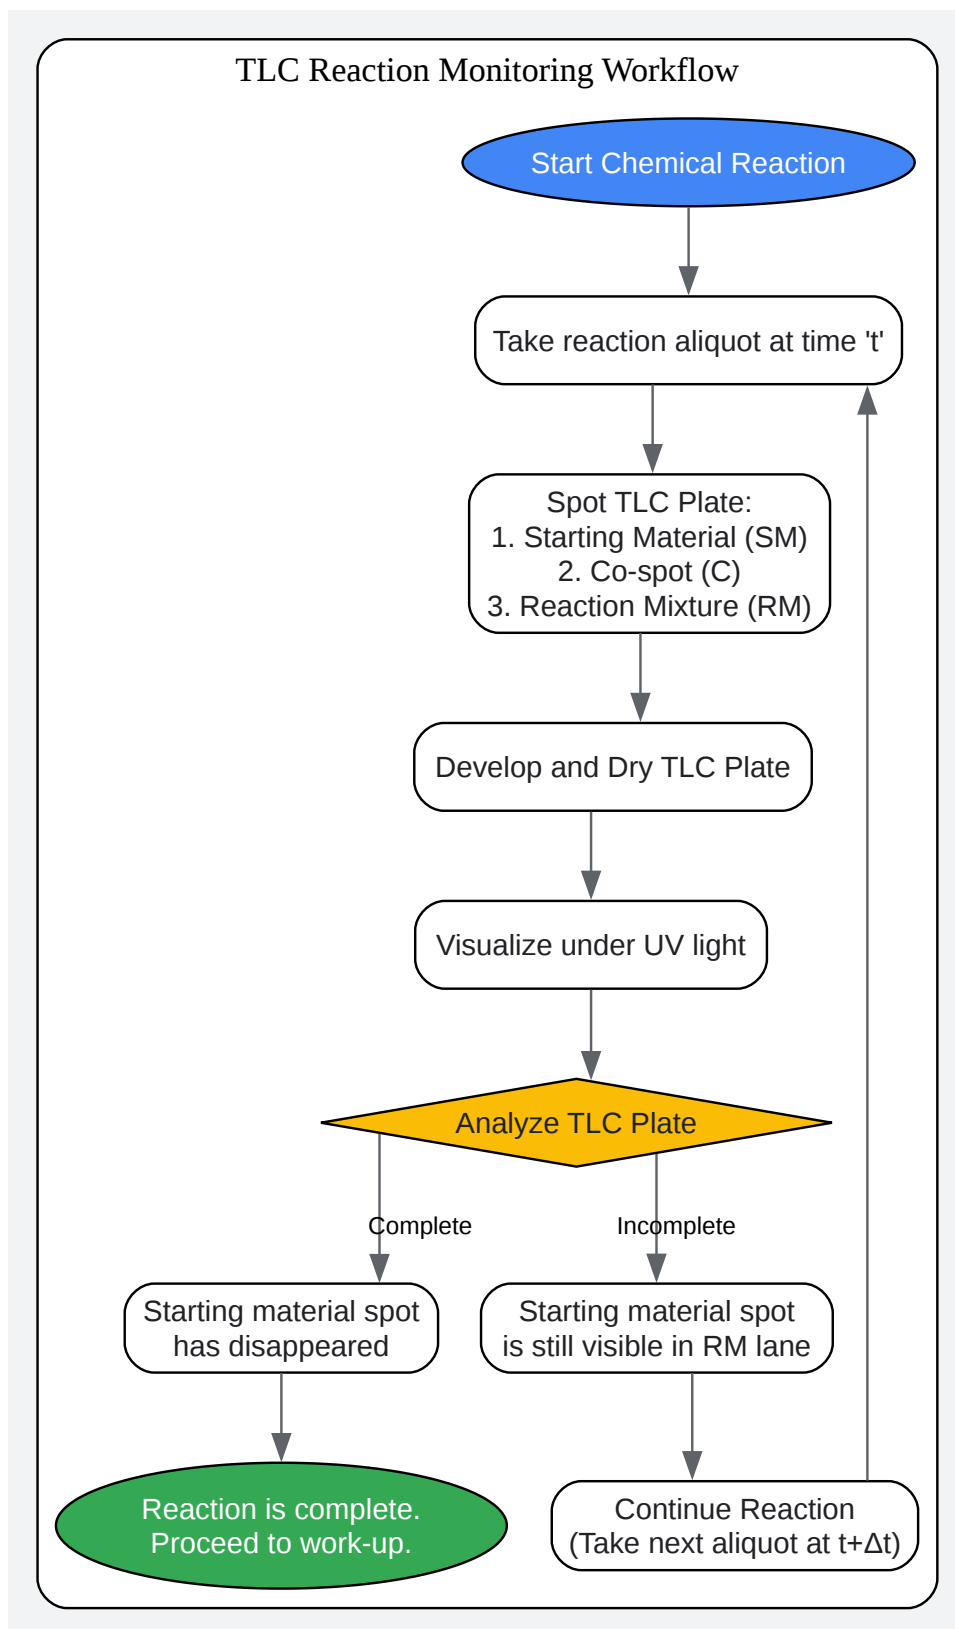 TLC Reaction Monitoring Workflow
Start Chemical Reaction
Take reaction aliquot at time 't'
Spot TLC Plate:
1. Starting Material (SM)
2. Co-spot (C)
3. Reaction Mixture (RM)
Develop and Dry TLC Plate
Visualize under UV light
Analyze TLC Plate
Complete
Incomplete
Starting material spot
has disappeared
Starting material spot
is still visible in RM lane
Reaction is complete.
Proceed to work-up.
Continue Reaction
(Take next aliquot at t+Δt)